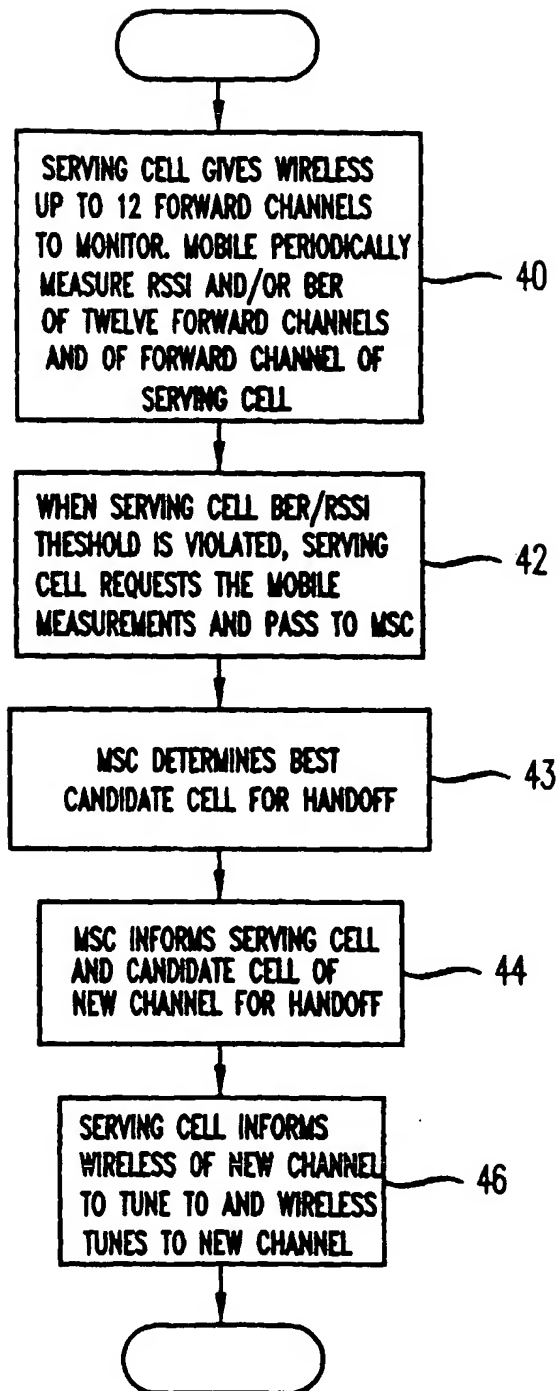 SERVING CELL GIVES WIRELESS
UP TO 12 FORWARD CHANNELS
TO MONITOR. MOBILE PERIODICALLY
MEASURE RSSI AND/OR BER
OF TWELVE FORWARD CHANNELS
AND OF FORWARD CHANNEL OF
SERVING CELL
40
WHEN SERVING CELL BER/RSSI
THESHOLD IS VIOLATED, SERVING
CELL REQUESTS THE MOBILE
MEASUREMENTS AND PASS TO MSC
42
MSC DETERMINES BEST
CANDIDATE CELL FOR HANDOFF
43
MSC INFORMS SERVING CELL
AND CANDIDATE CELL OF
NEW CHANNEL FOR HANDOFF
44
SERVING CELL INFORMS
WIRELESS OF NEW CHANNEL
TO TUNE TO AND WIRELESS
TUNES TO NEW CHANNEL
46